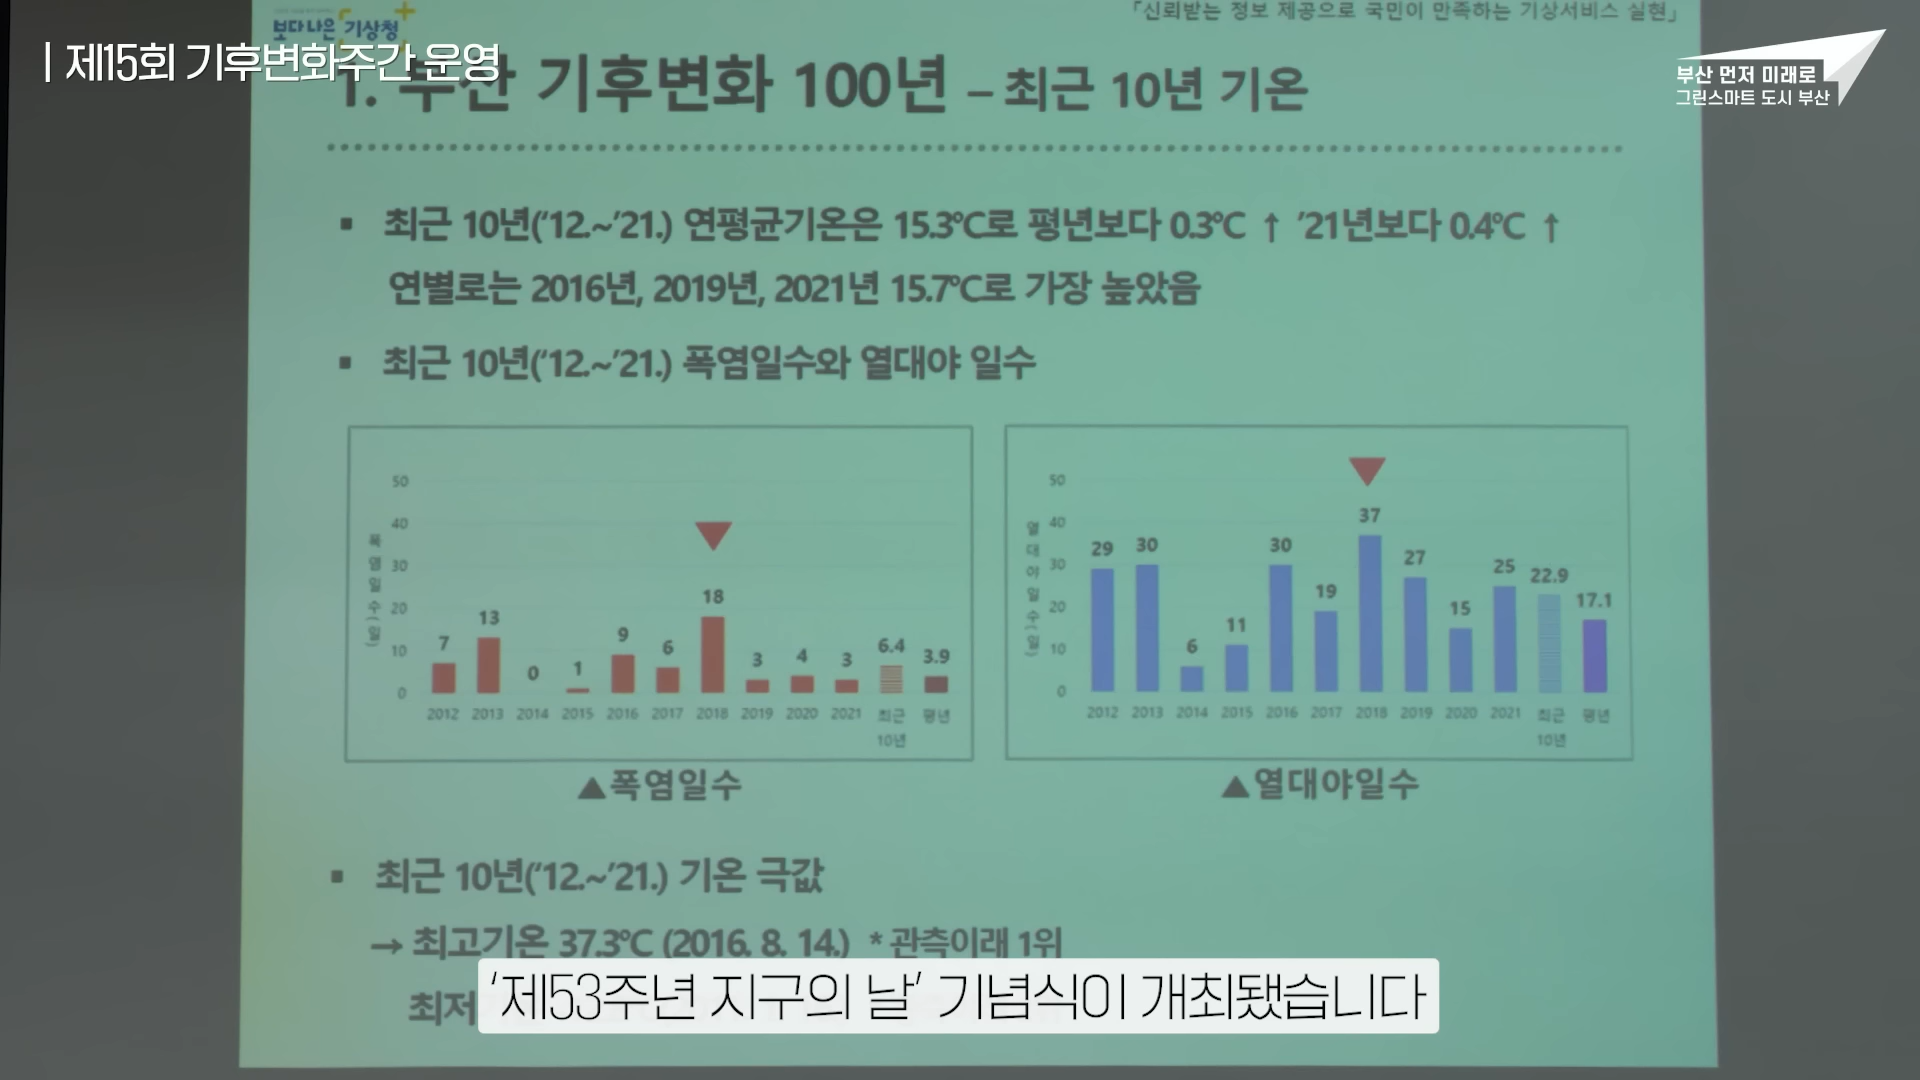 「신뢰받는 정보 제공으로 국민이 만족하는 기상서비스 실현」
보다나은 기상청
| 제15회 기후변화주간 운영
부산 먼저 미래로
그린스마트 도시 부산
1. 부산 기후변화 100년 – 최근 10년 기온
▪ 최근 10년(‘12.~’21.) 연평균기온은 15.3℃로 평년보다 0.3℃ ↑ ’21년보다 0.4℃ ↑
연별로는 2016년, 2019년, 2021년 15.7℃로 가장 높았음
▪ 최근 10년(‘12.~’21.) 폭염일수와 열대야 일수
폭염일수(일)
50
40
30
20
10
0
7 13 0 1 9 6 18 3 4 3 6.4 3.9
2012 2013 2014 2015 2016 2017 2018 2019 2020 2021 최근 10년 평년
▲폭염일수
열대야일수(일)
50
40
30
20
10
0
29 30 6 11 30 19 37 27 15 25 22.9 17.1
2012 2013 2014 2015 2016 2017 2018 2019 2020 2021 최근 10년 평년
▲열대야일수
▪ 최근 10년(‘12.~’21.) 기온 극값
→ 최고기온 37.3℃ (2016. 8. 14.) * 관측이래 1위
최저
‘제53주년 지구의 날’ 기념식이 개최됐습니다